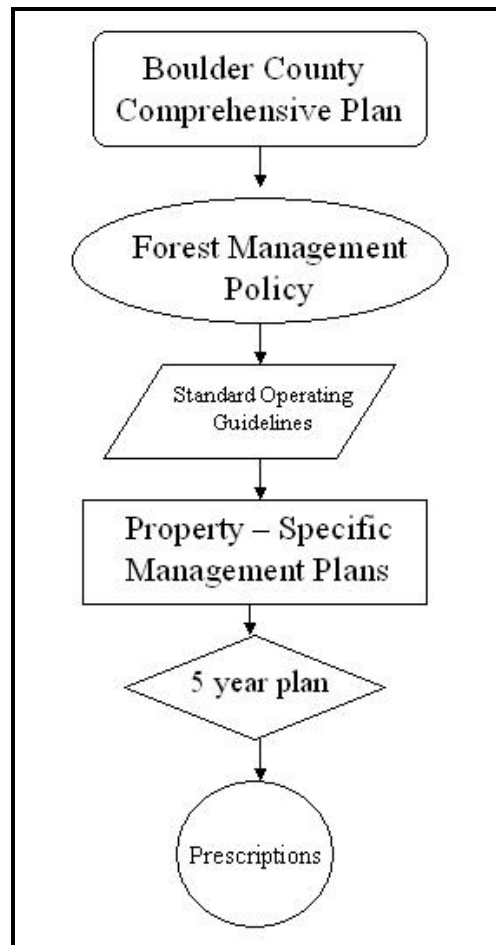 Boulder County
Comprehensive Plan
Forest Management
Policy
Standard Operating
Guidelines
Property – Specific
Management Plans
5 year plan
Prescriptions